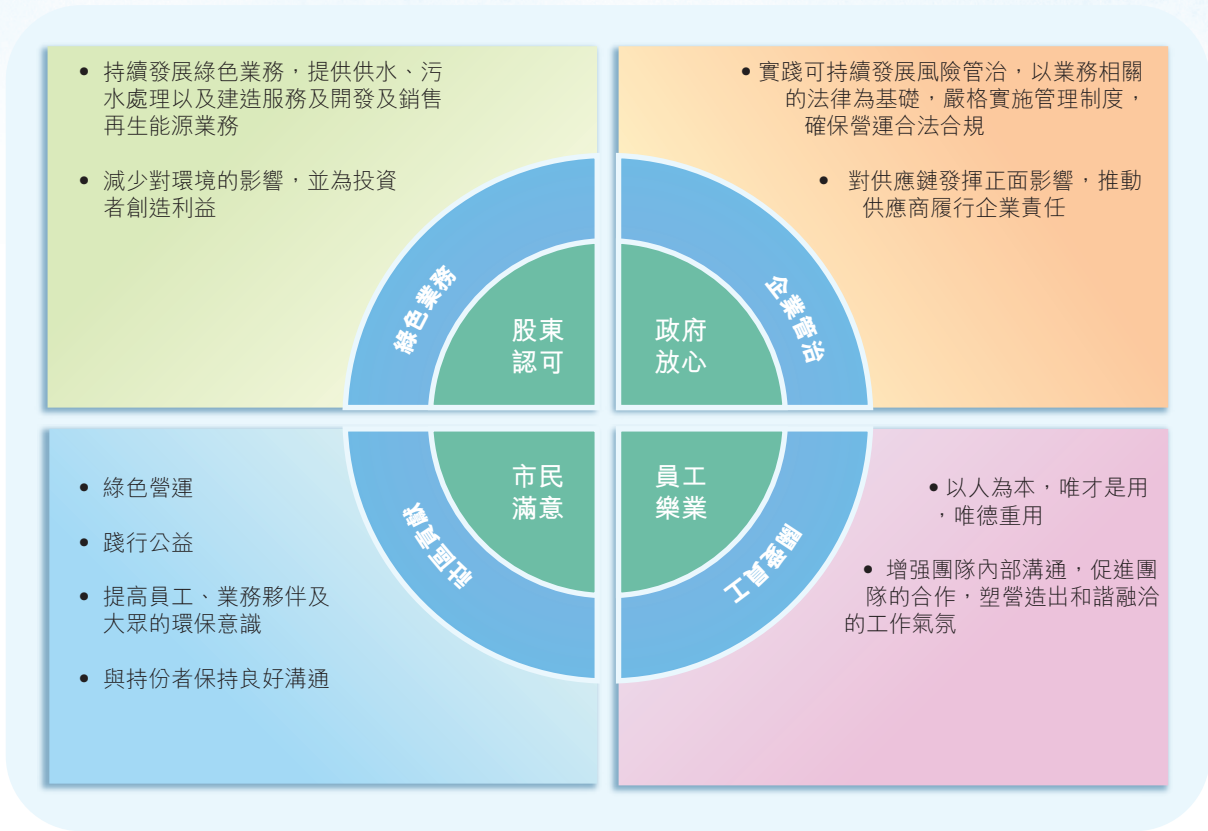 • 持續發展綠色業務，提供供水、污
水處理以及建造服務及開發及銷售
再生能源業務
• 減少對環境的影響，並為投資
者創造利益
綠色業務
股東
認可
• 實踐可持續發展風險管治，以業務相關
的法律為基礎，嚴格實施管理制度，
確保營運合法合規
• 對供應鏈發揮正面影響，推動
供應商履行企業責任
企業管治
政府
放心
• 綠色營運
• 踐行公益
• 提高員工、業務夥伴及
大眾的環保意識
• 與持份者保持良好溝通
社區貢獻
市民
滿意
• 以人為本，唯才是用
，唯德重用
• 增强團隊內部溝通，促進團
隊的合作，塑營造出和諧融洽
的工作氣氛
關發員工
員工
樂業